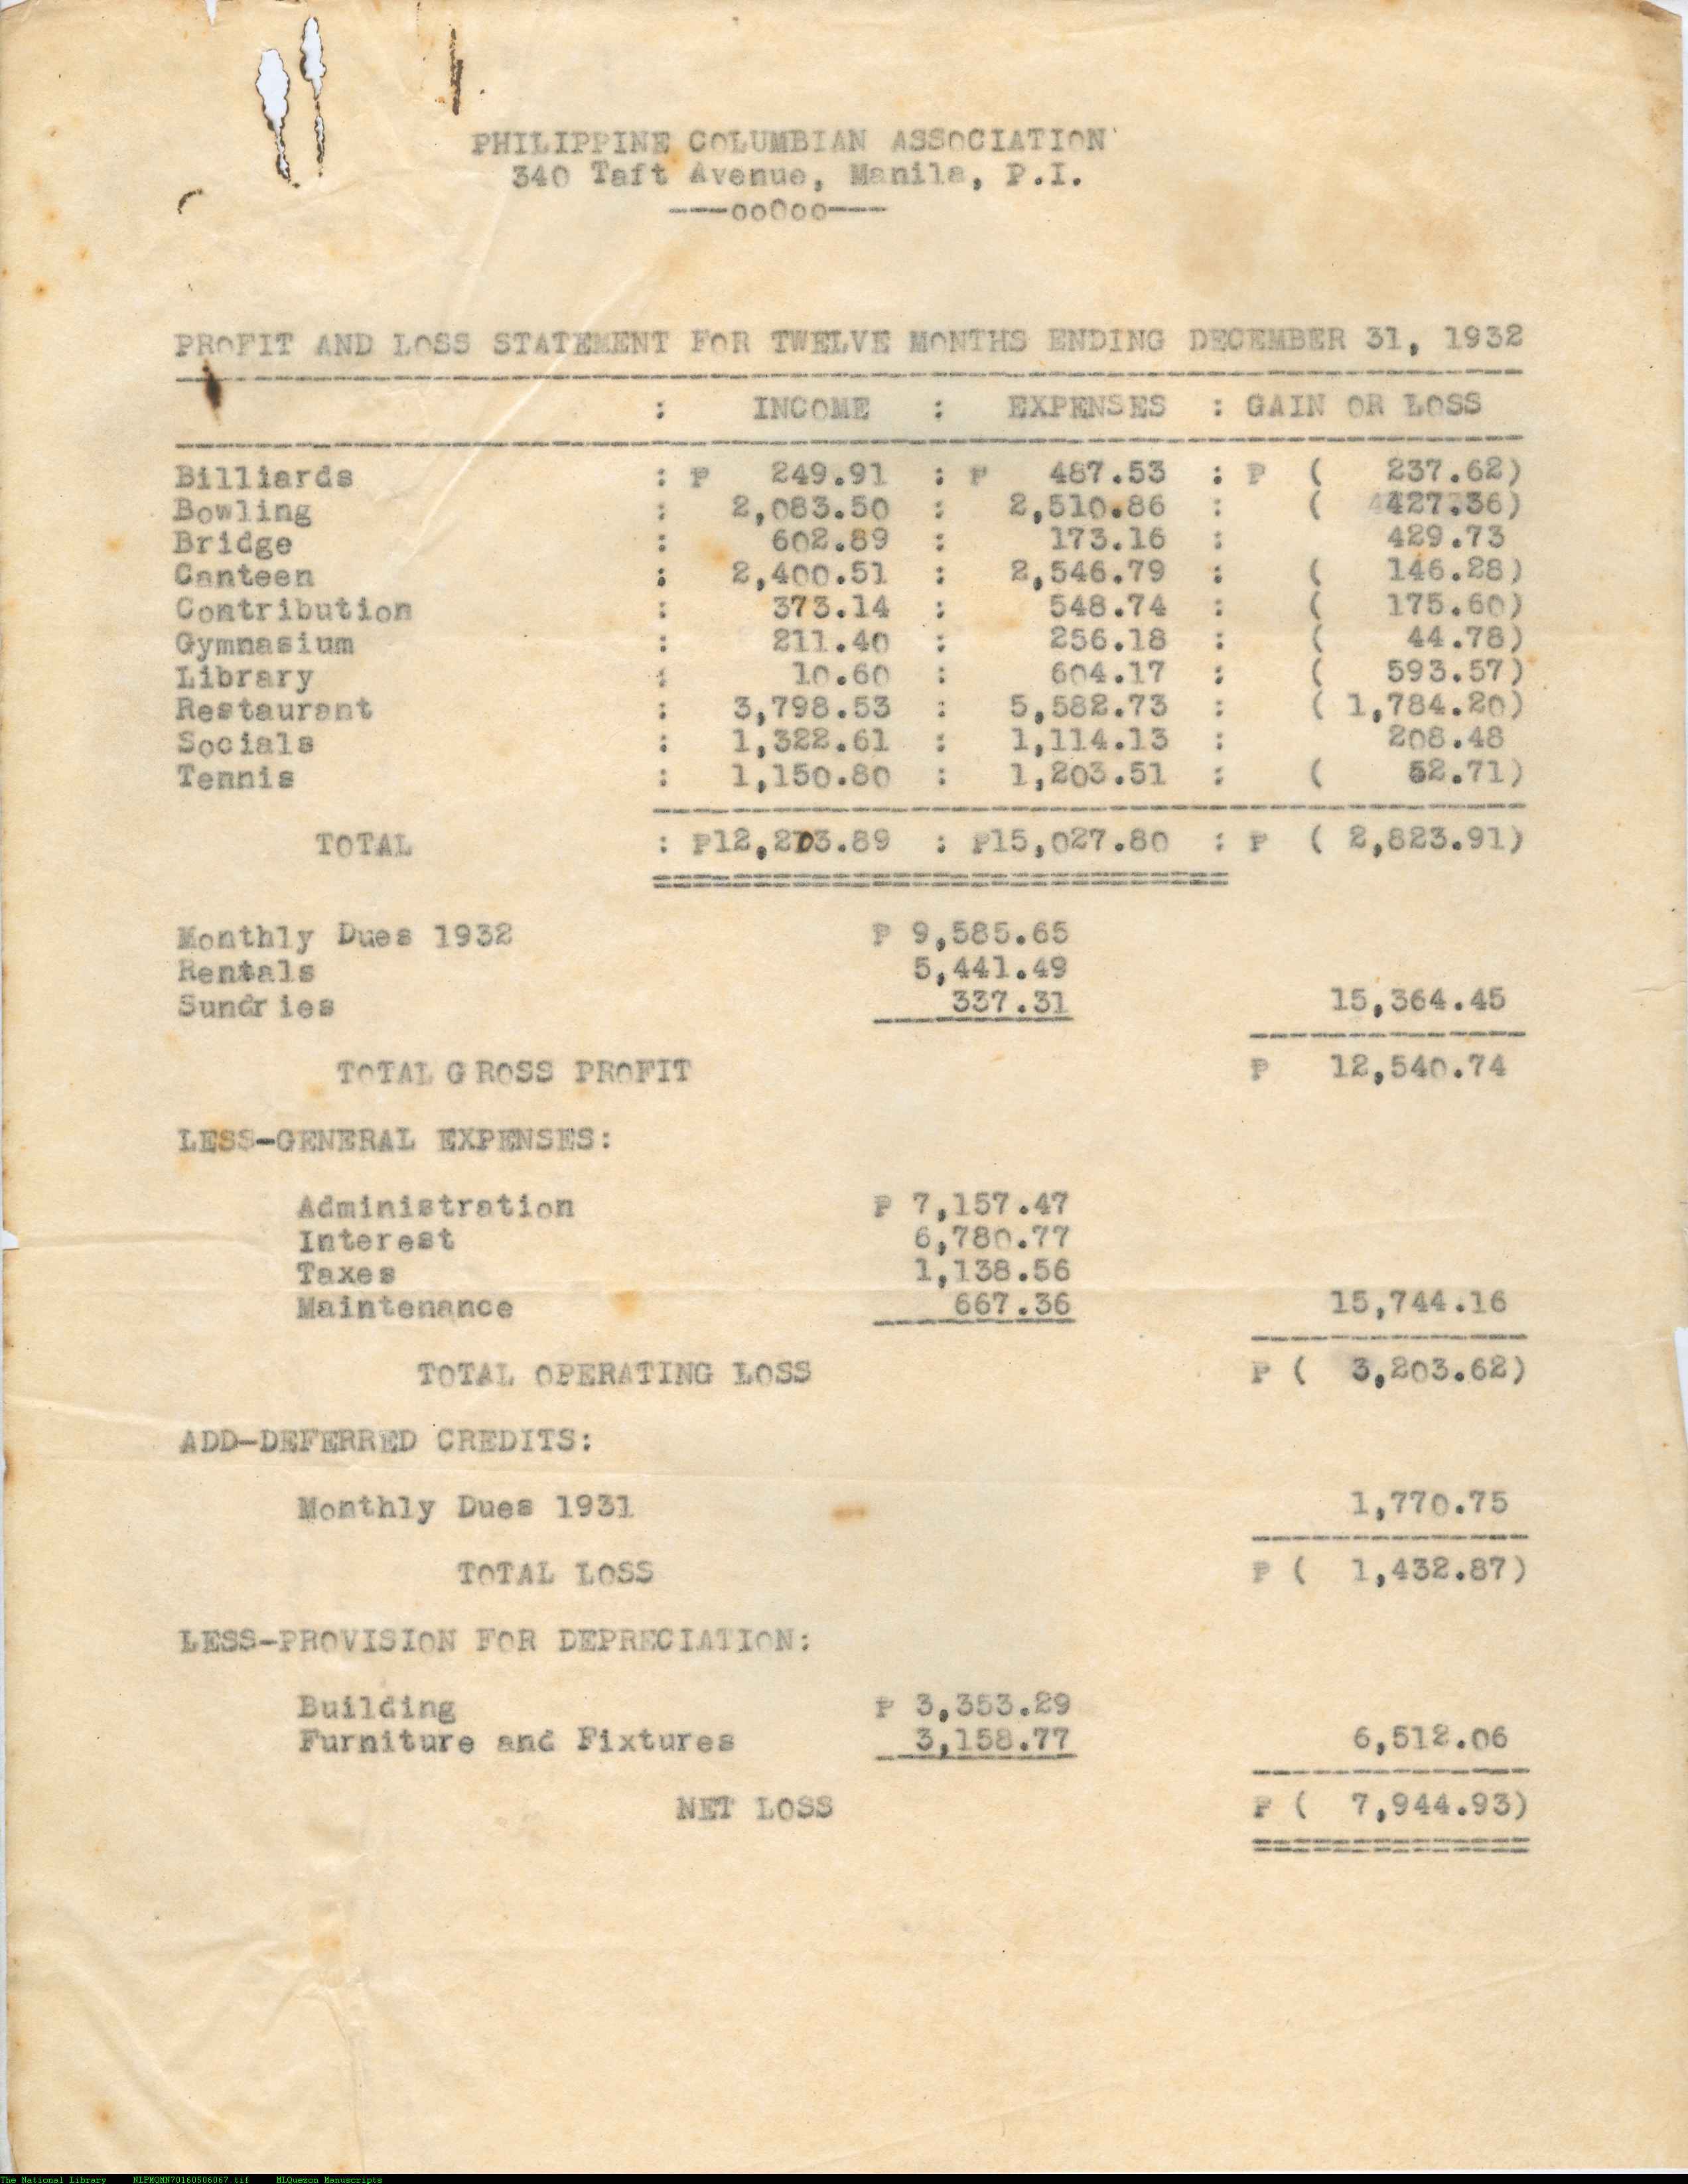 PHILIPPINE COLUMBIAN ASSOCIATION
340 Taft Avenue, Manila, P.I.
---ooOoo---
PROFIT AND LOSS STATEMENT FOR TWELVE MONTHS ENDING DECEMBER 31, 1932
: INCOME : EXPENSES : GAIN OR LOSS
Billiards : ₱ 249.91 : ₱ 487.53 : ₱ ( 237.62)
Bowling : 2,083.50 : 2,510.86 : ( 427.36)
Bridge : 602.89 : 173.16 : 429.73
Canteen : 2,400.51 : 2,546.79 : ( 146.28)
Contribution : 373.14 : 548.74 : ( 175.60)
Gymnasium : 211.40 : 256.18 : ( 44.78)
Library : 10.60 : 604.17 : ( 593.57)
Restaurant : 3,798.53 : 5,582.73 : ( 1,784.20)
Socials : 1,322.61 : 1,114.13 : 208.48
Tennis : 1,150.80 : 1,203.51 : ( 52.71)
TOTAL : ₱12,203.89 : ₱15,027.80 : ₱ ( 2,823.91)
Monthly Dues 1932 ₱ 9,585.65
Rentals 5,441.49
Sundries 337.31 15,364.45
TOTAL GROSS PROFIT ₱ 12,540.74
LESS-GENERAL EXPENSES:
Administration ₱ 7,157.47
Interest 6,780.77
Taxes 1,138.56
Maintenance 667.36 15,744.16
TOTAL OPERATING LOSS ₱ ( 3,203.62)
ADD-DEFERRED CREDITS:
Monthly Dues 1931 1,770.75
TOTAL LOSS ₱ ( 1,432.87)
LESS-PROVISION FOR DEPRECIATION:
Building ₱ 3,353.29
Furniture and Fixtures 3,158.77 6,512.06
NET LOSS ₱ ( 7,944.93)
The National Library NLPMQMN70160506067.tif MLQuezon Manuscripts